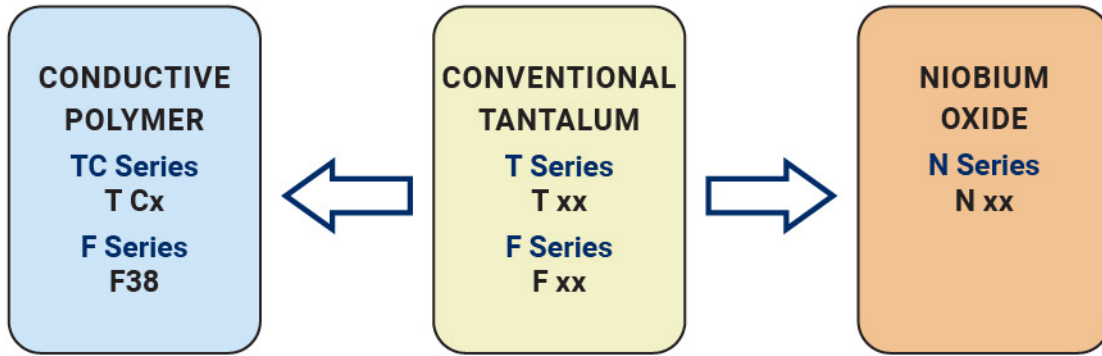 CONDUCTIVE
POLYMER
TC Series
T Cx
F Series
F38
CONVENTIONAL
TANTALUM
T Series
T xx
F Series
F xx
NIOBIUM
OXIDE
N Series
N xx